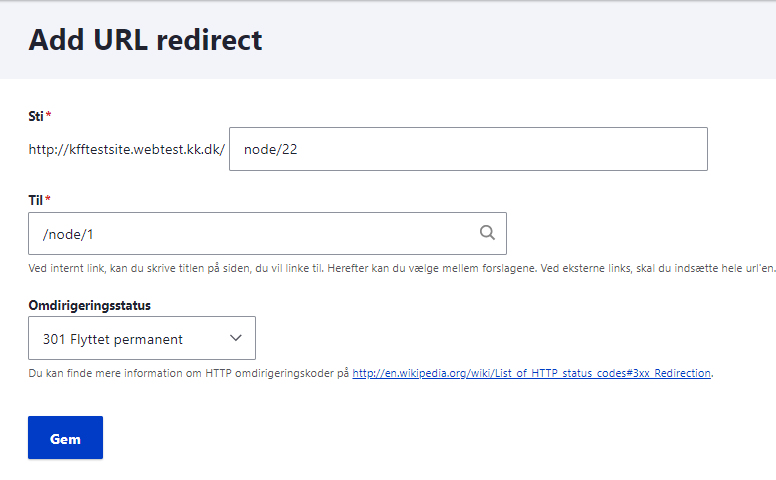 Add URL redirect
Sti*
http://kfftestsite.webtest.kk.dk/ node/22
Til*
/node/1
Ved internt link, kan du skrive titlen på siden, du vil linke til. Herefter kan du vælge mellem forslagene. Ved eksterne links, skal du indsætte hele url'en.
Omdirigeringsstatus
301 Flyttet permanent
Du kan finde mere information om HTTP omdirigeringskoder på http://en.wikipedia.org/wiki/List_of_HTTP_status_codes#3xx_Redirection.
Gem